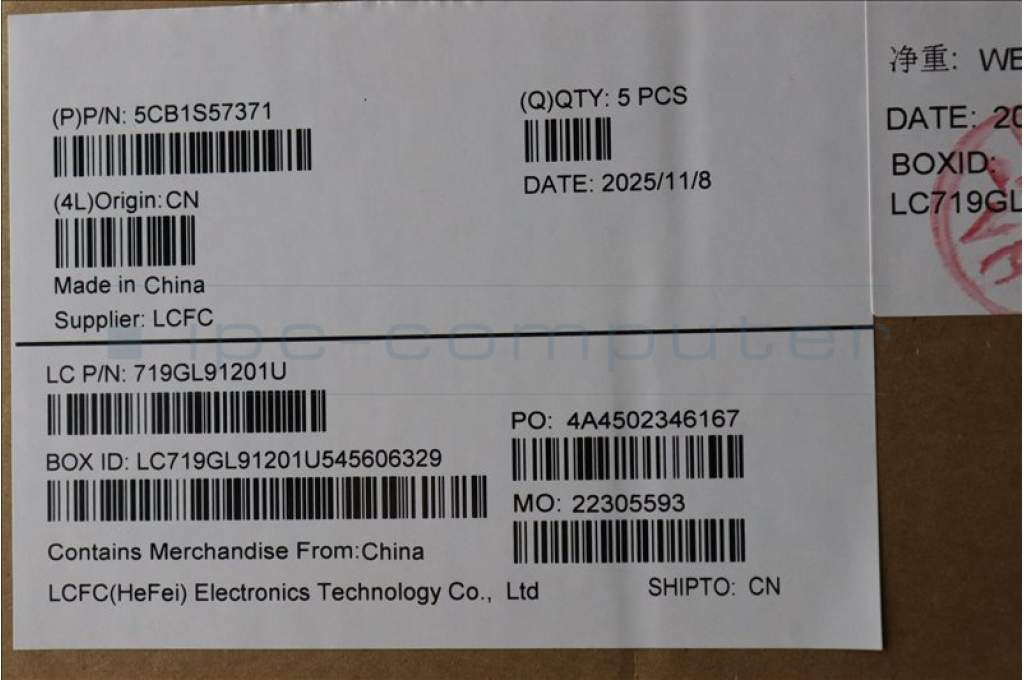 (P)P/N: 5CB1S57371
(Q)QTY: 5 PCS
DATE: 2025/11/8
(4L)Origin:CN
Made in China
Supplier: LCFC
ipc-computer
LC P/N: 719GL91201U
PO: 4A4502346167
BOX ID: LC719GL91201U545606329
MO: 22305593
Contains Merchandise From:China
LCFC(HeFei) Electronics Technology Co., Ltd
SHIPTO: CN
净重: WE
DATE: 20
BOXID:
LC719GL